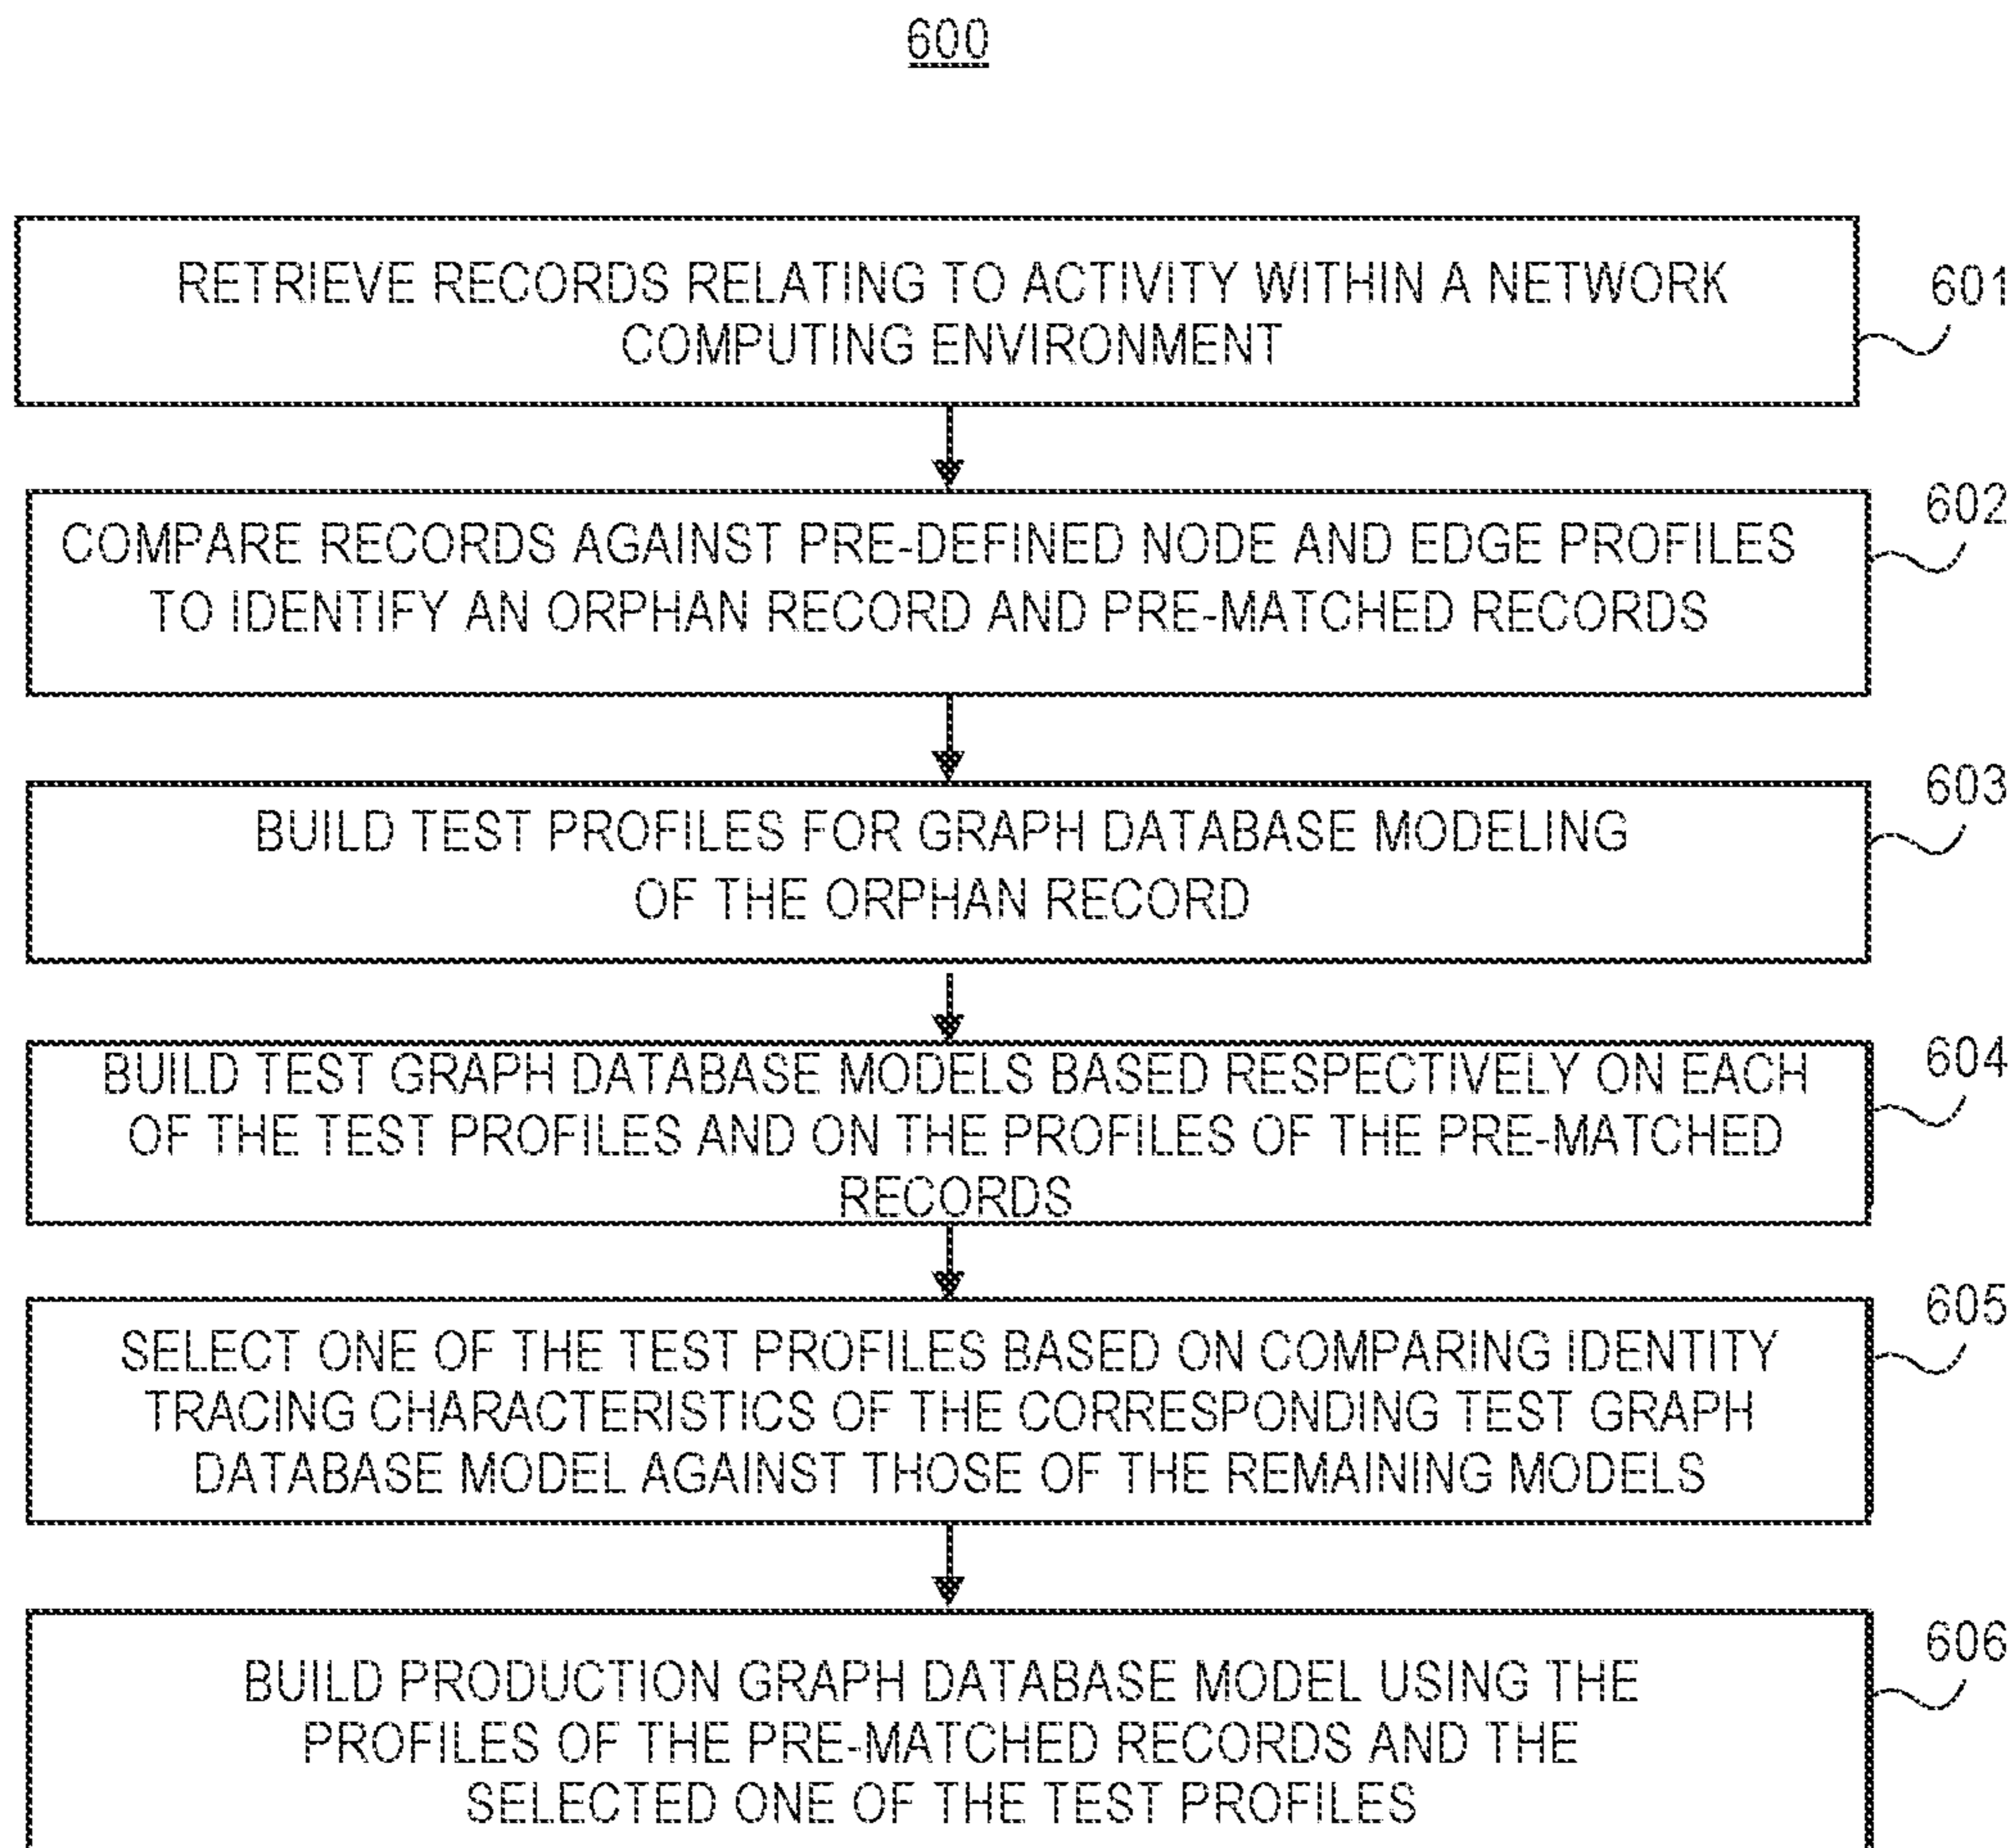 600
RETRIEVE RECORDS RELATING TO ACTIVITY WITHIN A NETWORK
COMPUTING ENVIRONMENT
601
COMPARE RECORDS AGAINST PRE-DEFINED NODE AND EDGE PROFILES
TO IDENTIFY AN ORPHAN RECORD AND PRE-MATCHED RECORDS
602
BUILD TEST PROFILES FOR GRAPH DATABASE MODELING
OF THE ORPHAN RECORD
603
BUILD TEST GRAPH DATABASE MODELS BASED RESPECTIVELY ON EACH
OF THE TEST PROFILES AND ON THE PROFILES OF THE PRE-MATCHED
RECORDS
604
SELECT ONE OF THE TEST PROFILES BASED ON COMPARING IDENTITY
TRACING CHARACTERISTICS OF THE CORRESPONDING TEST GRAPH
DATABASE MODEL AGAINST THOSE OF THE REMAINING MODELS
605
BUILD PRODUCTION GRAPH DATABASE MODEL USING THE
PROFILES OF THE PRE-MATCHED RECORDS AND THE
SELECTED ONE OF THE TEST PROFILES
606